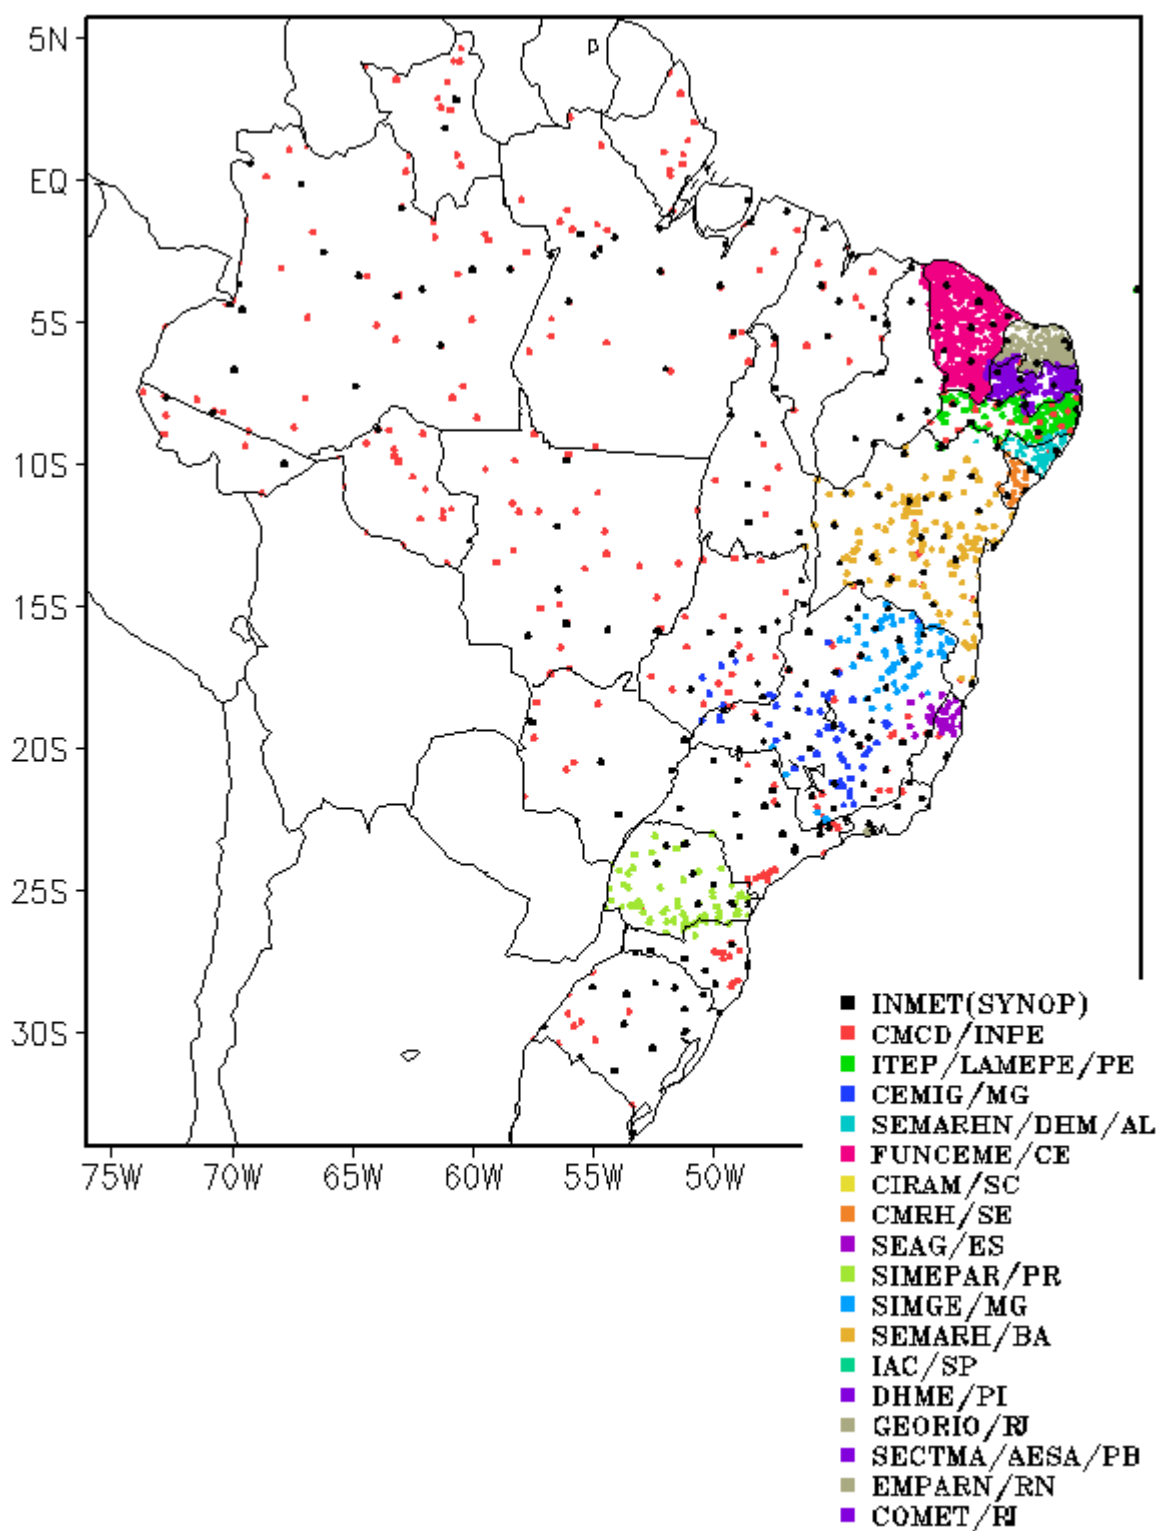 5N
EQ
5S
10S
15S
20S
25S
30S
75W 70W 65W 60W 55W 50W
INMET(SYNOP)
CMCD/INPE
ITEP/LAMEPE/PE
CEMIG/MG
SEMARHN/DHM/AL
FUNCEME/CE
CIRAM/SC
CMRH/SE
SEAG/ES
SIMEPAR/PR
SIMGE/MG
SEMARH/BA
IAC/SP
DHME/PI
GEORIO/RJ
SECTMA/AESA/PB
EMPARN/RN
COMET/RJ